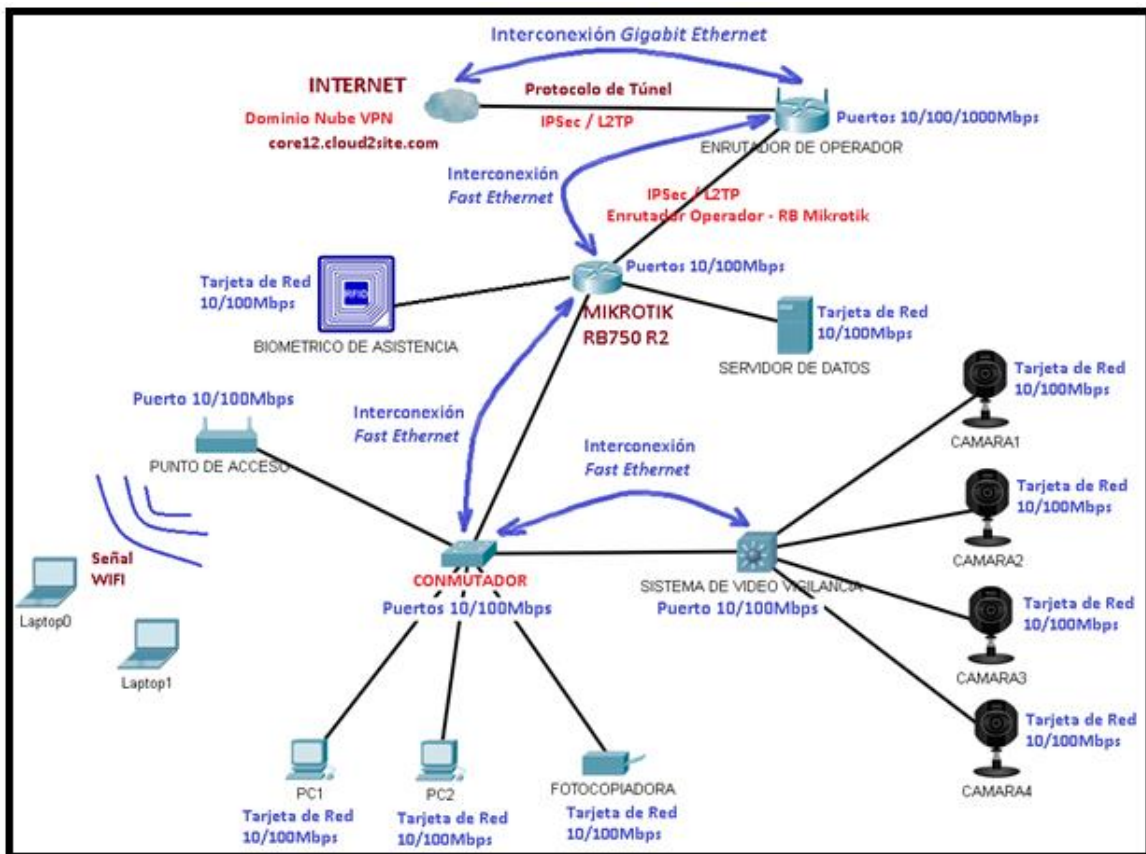 Interconexión Gigabit Ethernet
INTERNET
Protocolo de Túnel
Dominio Nube VPN
IPSec / L2TP
core12.cloud2site.com
Puertos 10/100/1000Mbps
ENRUTADOR DE OPERADOR
Interconexión
Fast Ethernet
IPSec / L2TP
Enrutador Operador - RB Mikrotik
Puertos 10/100Mbps
Tarjeta de Red
10/100Mbps
RFID
BIOMETRICO DE ASISTENCIA
MIKROTIK
RB750 R2
Tarjeta de Red
10/100Mbps
SERVIDOR DE DATOS
Puerto 10/100Mbps
PUNTO DE ACCESO
Interconexión
Fast Ethernet
Interconexión
Fast Ethernet
Tarjeta de Red
10/100Mbps
CAMARA1
Tarjeta de Red
10/100Mbps
CAMARA2
Señal
WIFI
Laptop0
Laptop1
CONMUTADOR
Puertos 10/100Mbps
SISTEMA DE VIDEO VIGILANCIA
Puerto 10/100Mbps
Tarjeta de Red
10/100Mbps
CAMARA3
Tarjeta de Red
10/100Mbps
CAMARA4
PC1
Tarjeta de Red
10/100Mbps
PC2
Tarjeta de Red
10/100Mbps
FOTOCOPIADORA
Tarjeta de Red
10/100Mbps